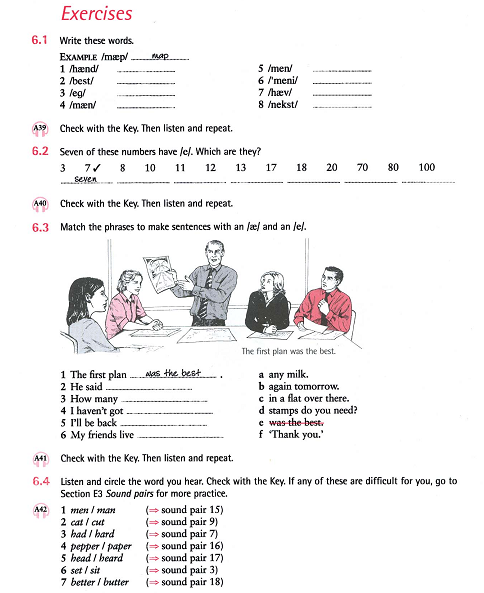 Exercises
6.1 Write these words.
EXAMPLE /mæp/ map
1 /hænd/ 5 /men/
2 /best/ 6 /'meni/
3 /eg/ 7 /hæv/
4 /mæn/ 8 /nekst/
A39 Check with the Key. Then listen and repeat.
6.2 Seven of these numbers have /e/. Which are they?
3 7✓ 8 10 11 12 13 17 18 20 70 80 100
seven
A40 Check with the Key. Then listen and repeat.
6.3 Match the phrases to make sentences with an /æ/ and an /e/.
The first plan was the best.
1 The first plan was the best . a any milk.
2 He said b again tomorrow.
3 How many c in a flat over there.
4 I haven't got d stamps do you need?
5 I'll be back e was the best.
6 My friends live f 'Thank you.'
A41 Check with the Key. Then listen and repeat.
6.4 Listen and circle the word you hear. Check with the Key. If any of these are difficult for you, go to
Section E3 Sound pairs for more practice.
A42 1 men / man (⇒ sound pair 15)
2 cat / cut (⇒ sound pair 9)
3 had / hard (⇒ sound pair 7)
4 pepper / paper (⇒ sound pair 16)
5 head / heard (⇒ sound pair 17)
6 set / sit (⇒ sound pair 3)
7 better / butter (⇒ sound pair 18)